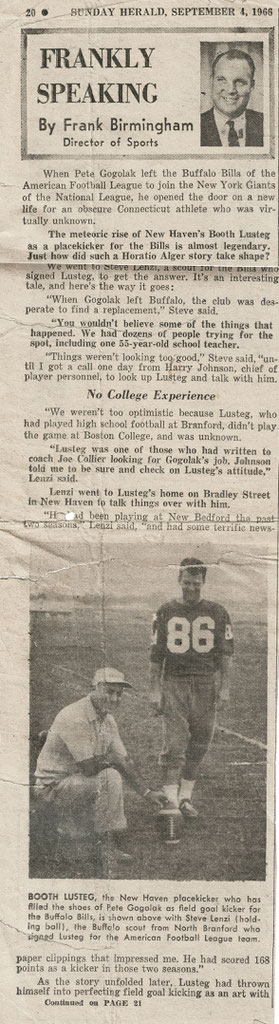 20 ● SUNDAY HERALD, SEPTEMBER 4, 1966
FRANKLY
SPEAKING
By Frank Birmingham
Director of Sports
When Pete Gogolak left the Buffalo Bills of the
American Football League to join the New York Giants
of the National League, he opened the door on a new
life for an obscure Connecticut athlete who was vir-
tually unknown.
The meteoric rise of New Haven's Booth Lusteg
as a placekicker for the Bills is almost legendary.
Just how did such a Horatio Alger story take shape?
We went to Steve Lenzi, a scout for the Bills who
signed Lusteg, to get the answer. It's an interesting
tale, and here's the way it goes:
"When Gogolak left Buffalo, the club was des-
perate to find a replacement," Steve said.
"You wouldn't believe some of the things that
happened. We had dozens of people trying for the
spot, including one 55-year-old school teacher.
"Things weren't looking too good," Steve said, "un-
til I got a call one day from Harry Johnson, chief of
player personnel, to look up Lusteg and talk with him.
No College Experience
"We weren't too optimistic because Lusteg, who
had played high school football at Branford, didn't play
the game at Boston College, and was unknown.
"Lusteg was one of those who had written to
coach Joe Collier looking for Gogolak's job. Johnson
told me to be sure and check on Lusteg's attitude,"
Lenzi said.
Lenzi went to Lusteg's home on Bradley Street
in New Haven to talk things over with him.
"He had been playing at New Bedford the past
two seasons," Lenzi said, "and had some terrific news-
86
86
BOOTH LUSTEG, the New Haven placekicker who has
filled the shoes of Pete Gogolak as field goal kicker for
the Buffalo Bills, is shown above with Steve Lenzi (hold-
ing ball), the Buffalo scout from North Branford who
signed Lusteg for the American Football League team.
paper clippings that impressed me. He had scored 168
points as a kicker in those two seasons."
As the story unfolded later, Lusteg had thrown
himself into perfecting field goal kicking as an art with
Continued on PAGE 21